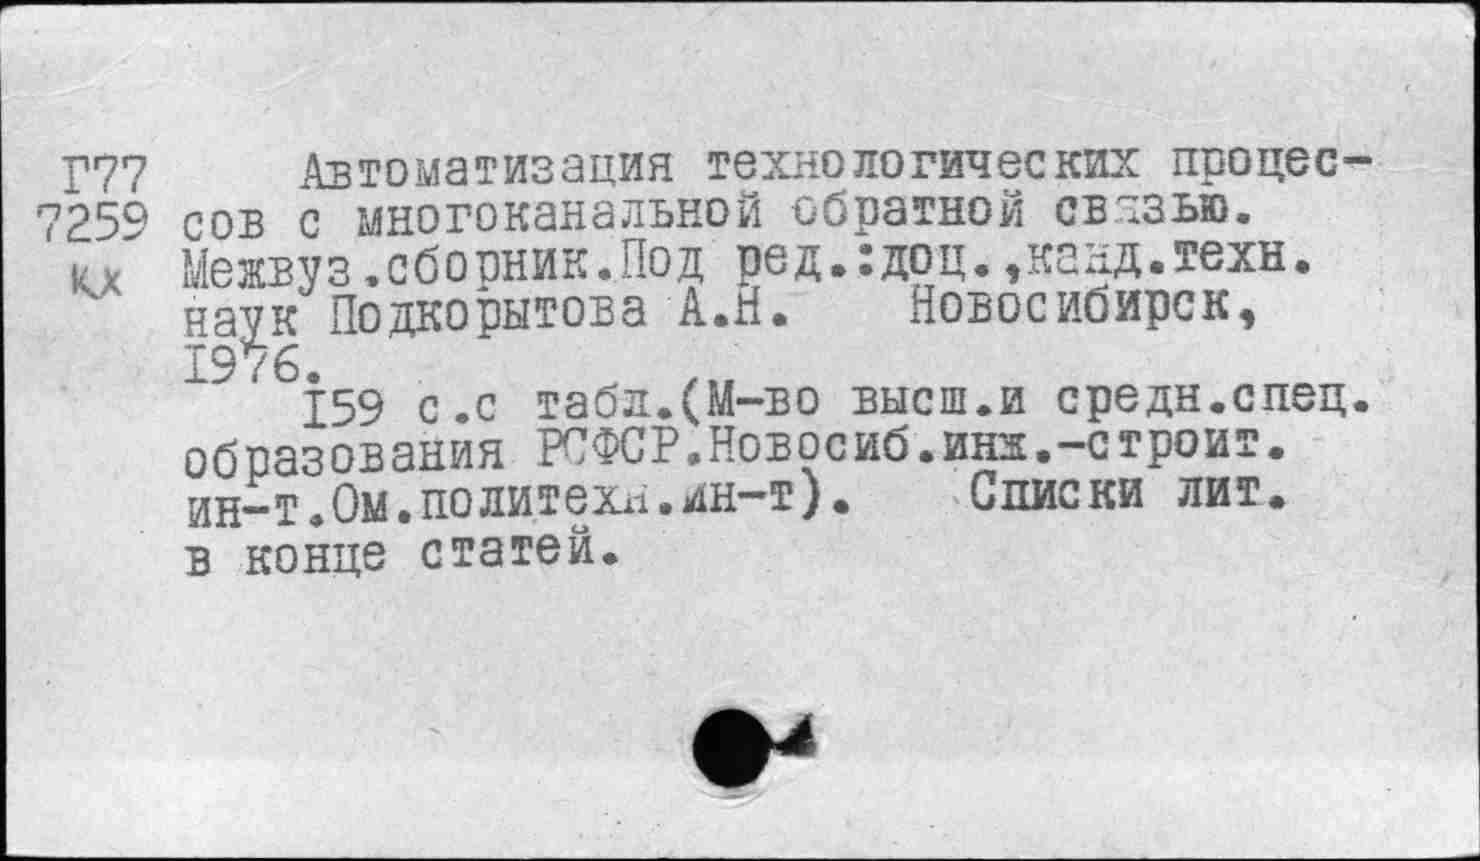 Г77 Автоматизация технологических процес-
7259 сов с многоканальной обратной связью.
кх Межвуз.сборник.Под ред.:доц.,канд.техн.
наук Подкорытова А.Н. Новосибирск,
1976.
159 с.с табл.(М-во высш.и средн.спец.
образования РСФСР.Новосиб.инж.-строит.
ин-т.Ом.политехн.ин-т). Списки лит.
в конце статей.